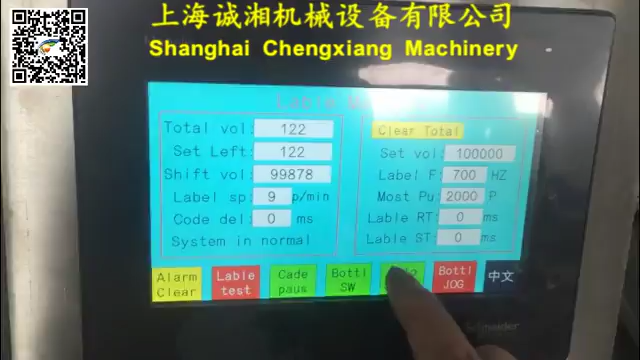 上海诚湘机械设备有限公司
Shanghai Chengxiang Machinery
Lable
Total vol: 122
Clear Total
Set Left: 122
Set vol: 100000
Shift vol: 99878
Label F: 700 HZ
Label sp: 9 p/min
Most Pu: 2000 P
Code del: 0 ms
Lable RT: 0 ms
System in normal
Lable ST: 0 ms
Alarm Clear
Lable test
Cade paus
Bottl SW
Bottl JOG
中文
Schneider